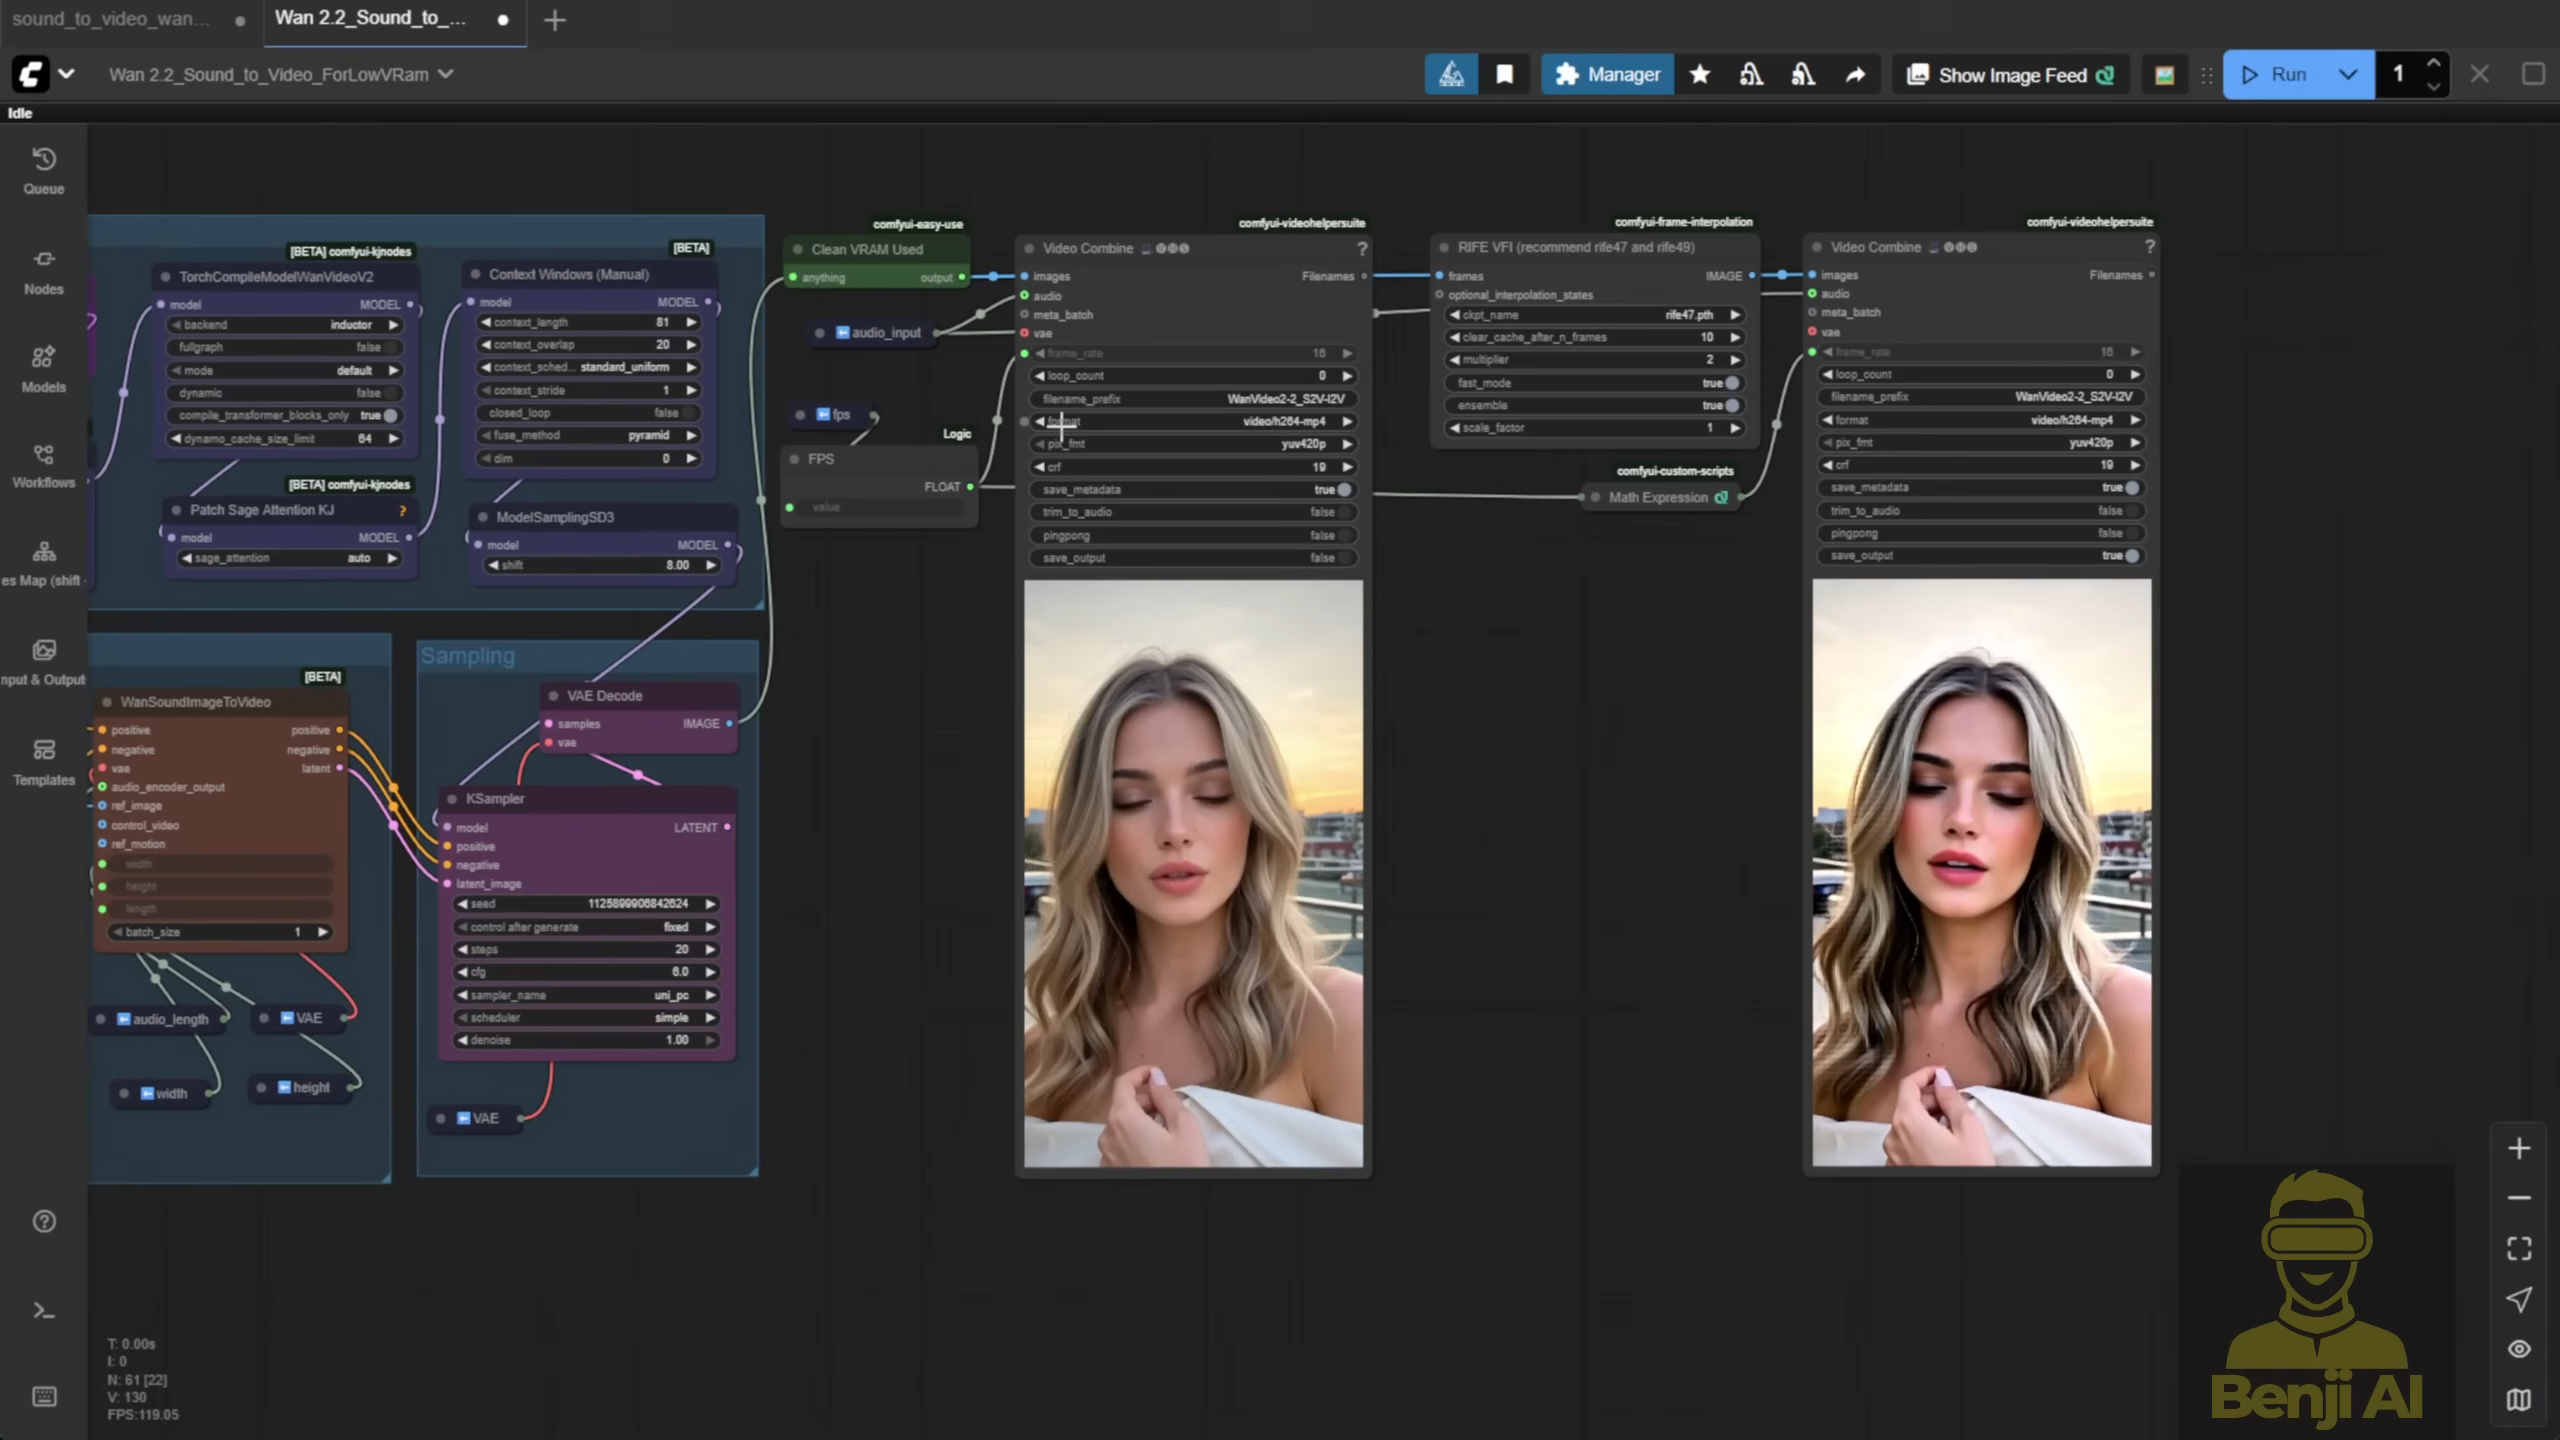 sound_to_video_wan...
Wan 2.2_Sound_to_...
Wan 2.2_Sound_to_Video_ForLowVRam
Manager
Show Image Feed
Run
1
Idle
Queue
Nodes
Models
Workflows
es Map (shift -
nput & Output
Templates
[BETA] comfyui-kjnodes
TorchCompileModelWanVideoV2
model MODEL
backend inductor
fullgraph false
mode default
dynamic false
compile_transformer_blocks_only true
dynamo_cache_size_limit 64
[BETA] comfyui-kjnodes
Patch Sage Attention KJ ?
model MODEL
sage_attention auto
[BETA]
Context Windows (Manual)
model MODEL
context_length 81
context_overlap 20
context_sched... standard_uniform
context_stride 1
closed_loop false
fuse_method pyramid
dim 0
ModelSamplingSD3
model MODEL
shift 8.00
[BETA]
WanSoundImageToVideo
positive positive
negative negative
vae latent
audio_encoder_output
ref_image
control_video
ref_motion
width
height
length
batch_size 1
audio_length
VAE
width
height
Sampling
VAE Decode
samples IMAGE
vae
KSampler
model LATENT
positive
negative
latent_image
seed 1125899906842624
control after generate fixed
steps 20
cfg 6.0
sampler_name uni_pc
scheduler simple
denoise 1.00
VAE
comfyui-easy-use
Clean VRAM Used
anything output
audio_input
fps
Logic
FPS
FLOAT
value
comfyui-videohelpersuite
Video Combine ?
images Filenames
audio
meta_batch
vae
frame_rate 16
loop_count 0
filename_prefix WanVideo2-2_S2V-I2V
format video/h264-mp4
pix_fmt yuv420p
crf 19
save_metadata true
trim_to_audio false
pingpong false
save_output false
comfyui-frame-interpolation
RIFE VFI (recommend rife47 and rife49)
frames IMAGE
optional_interpolation_states
ckpt_name rife47.pth
clear_cache_after_n_frames 10
multiplier 2
fast_mode true
ensemble true
scale_factor 1
comfyui-custom-scripts
Math Expression
comfyui-videohelpersuite
Video Combine ?
images Filenames
audio
meta_batch
vae
frame_rate 16
loop_count 0
filename_prefix WanVideo2-2_S2V-I2V
format video/h264-mp4
pix_fmt yuv420p
crf 19
save_metadata true
trim_to_audio false
pingpong false
save_output true
T: 0.00s
I: 0
N: 61 [22]
V: 130
FPS:119.05
Benji AI